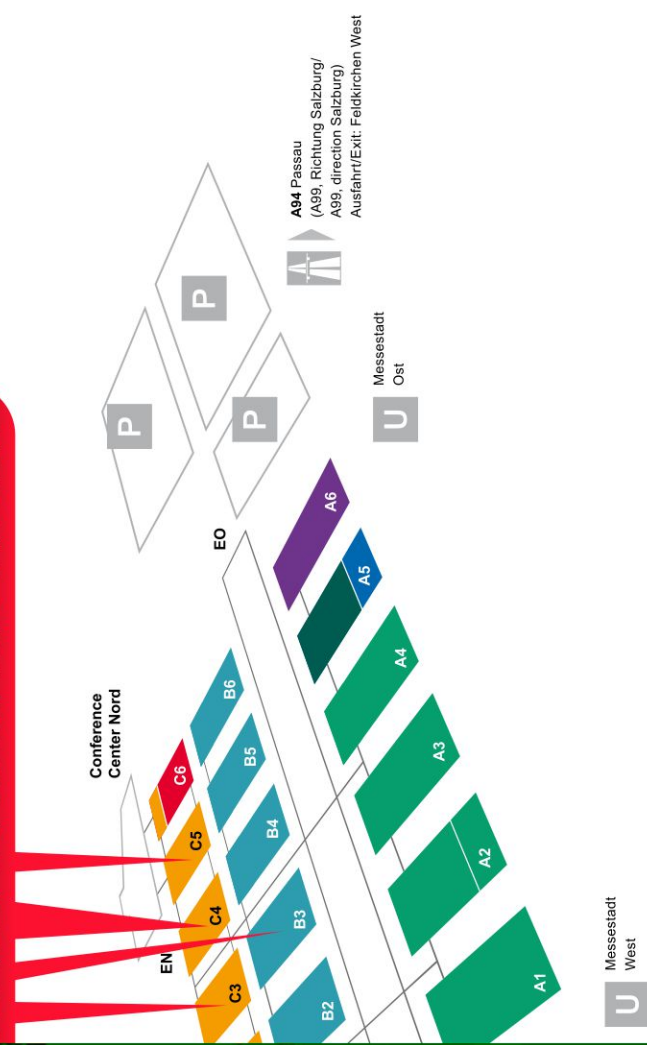 A94 Passau
(A99, Richtung Salzburg/
A99, direction Salzburg)
Ausfahrt/Exit: Feldkirchen West
P
P
P
Messestadt
Ost
U
EO
A6
A5
A4
A3
A2
A1
Conference
Center Nord
B6
B5
B4
B3
B2
C6
C5
C4
C3
EN
Messestadt
West
U